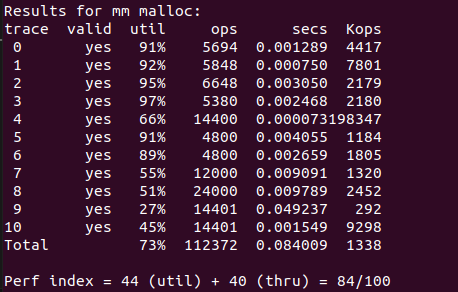 Results for mm malloc:
trace  valid  util     ops      secs  Kops
 0       yes   91%    5694  0.001289  4417
 1       yes   92%    5848  0.000750  7801
 2       yes   95%    6648  0.003050  2179
 3       yes   97%    5380  0.002468  2180
 4       yes   66%   14400  0.000073198347
 5       yes   91%    4800  0.004055  1184
 6       yes   89%    4800  0.002659  1805
 7       yes   55%   12000  0.009091  1320
 8       yes   51%   24000  0.009789  2452
 9       yes   27%   14401  0.049237   292
10       yes   45%   14401  0.001549  9298
Total          73%  112372  0.084009  1338
Perf index = 44 (util) + 40 (thru) = 84/100